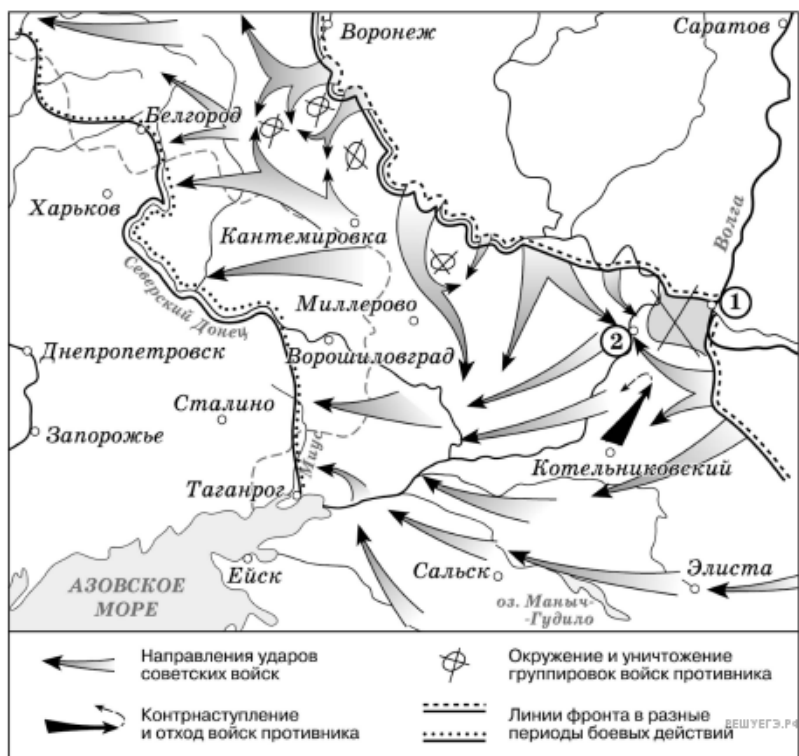 Воронеж
Саратов
Белгород
Харьков
Волга
Кантемировка
Северский Донец
Миллерово
1
2
Днепропетровск
Ворошиловград
Сталино
Запорожье
Миус
Котельниковский
Таганрог
Элиста
Ейск
Сальск
АЗОВСКОЕ
МОРЕ
оз. Маныч-
-Гудило
Направления ударов
советских войск
Окружение и уничтожение
группировок войск противника
Контрнаступление
и отход войск противника
Линии фронта в разные
периоды боевых действий
РЕШУЕГЭ.РФ